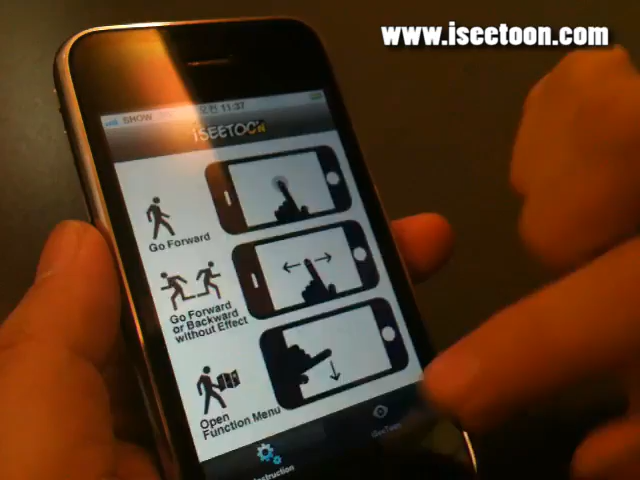 www.iseetoon.com
SHOW
오전 11:37
iSEETOON
Go Forward
Go Forward
or Backward
without Effect
Open
Function Menu
Instruction